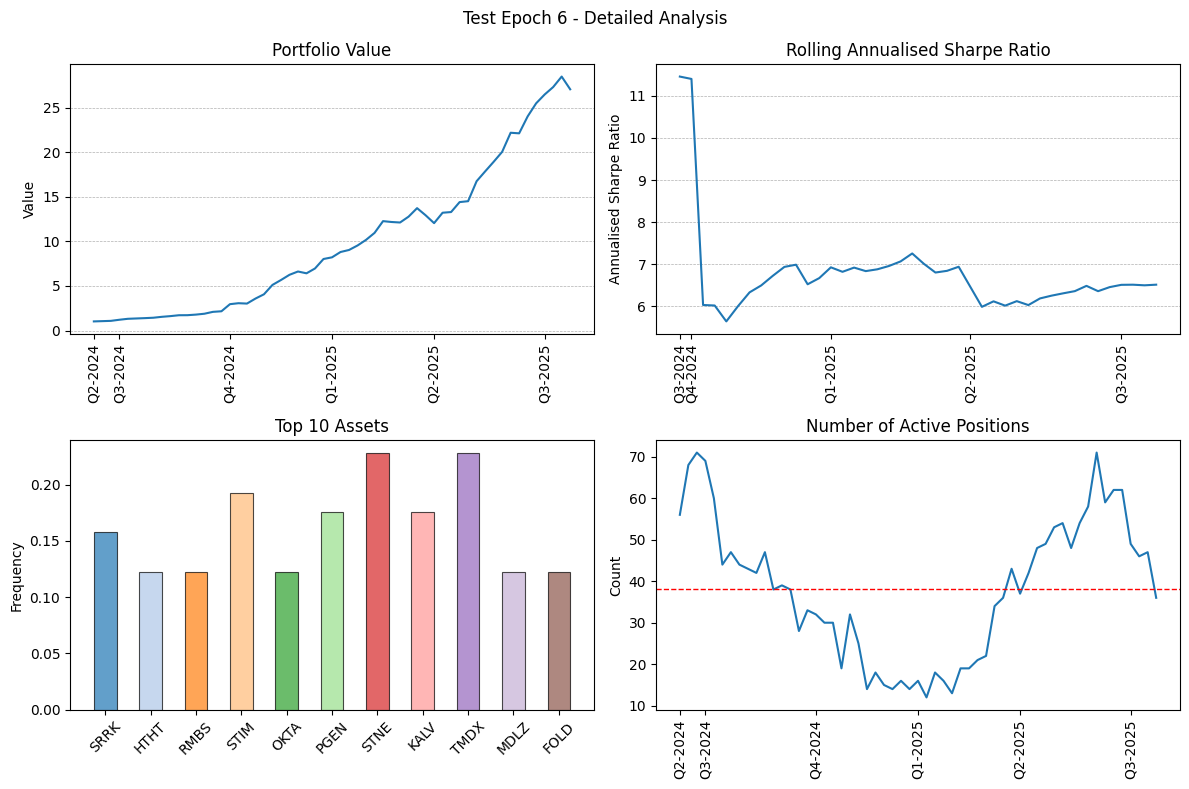 Test Epoch 6 - Detailed Analysis
Portfolio Value
Value
25
20
15
10
5
0
Q2-2024
Q3-2024
Q4-2024
Q1-2025
Q2-2025
Q3-2025
Rolling Annualised Sharpe Ratio
Annualised Sharpe Ratio
11
10
9
8
7
6
Q3-2024
Q4-2024
Q1-2025
Q2-2025
Q3-2025
Top 10 Assets
Frequency
0.20
0.15
0.10
0.05
0.00
SRRK
HTHT
RMBS
STIM
OKTA
PGEN
STNE
KALV
TMDX
MDLZ
FOLD
Number of Active Positions
Count
70
60
50
40
30
20
10
Q2-2024
Q3-2024
Q4-2024
Q1-2025
Q2-2025
Q3-2025